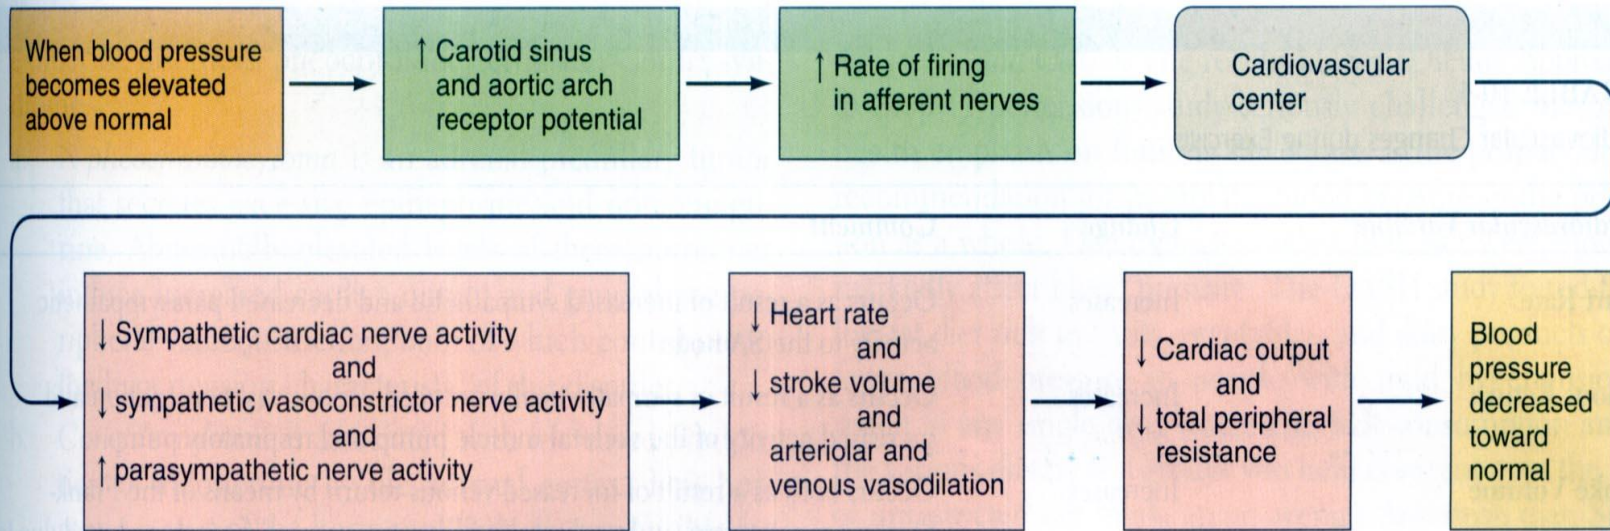 When blood pressure
becomes elevated
above normal
↑ Carotid sinus
and aortic arch
receptor potential
↑ Rate of firing
in afferent nerves
Cardiovascular
center
↓ Sympathetic cardiac nerve activity
and
↓ sympathetic vasoconstrictor nerve activity
and
↑ parasympathetic nerve activity
↓ Heart rate
and
↓ stroke volume
and
arteriolar and
venous vasodilation
↓ Cardiac output
and
↓ total peripheral
resistance
Blood
pressure
decreased
toward
normal